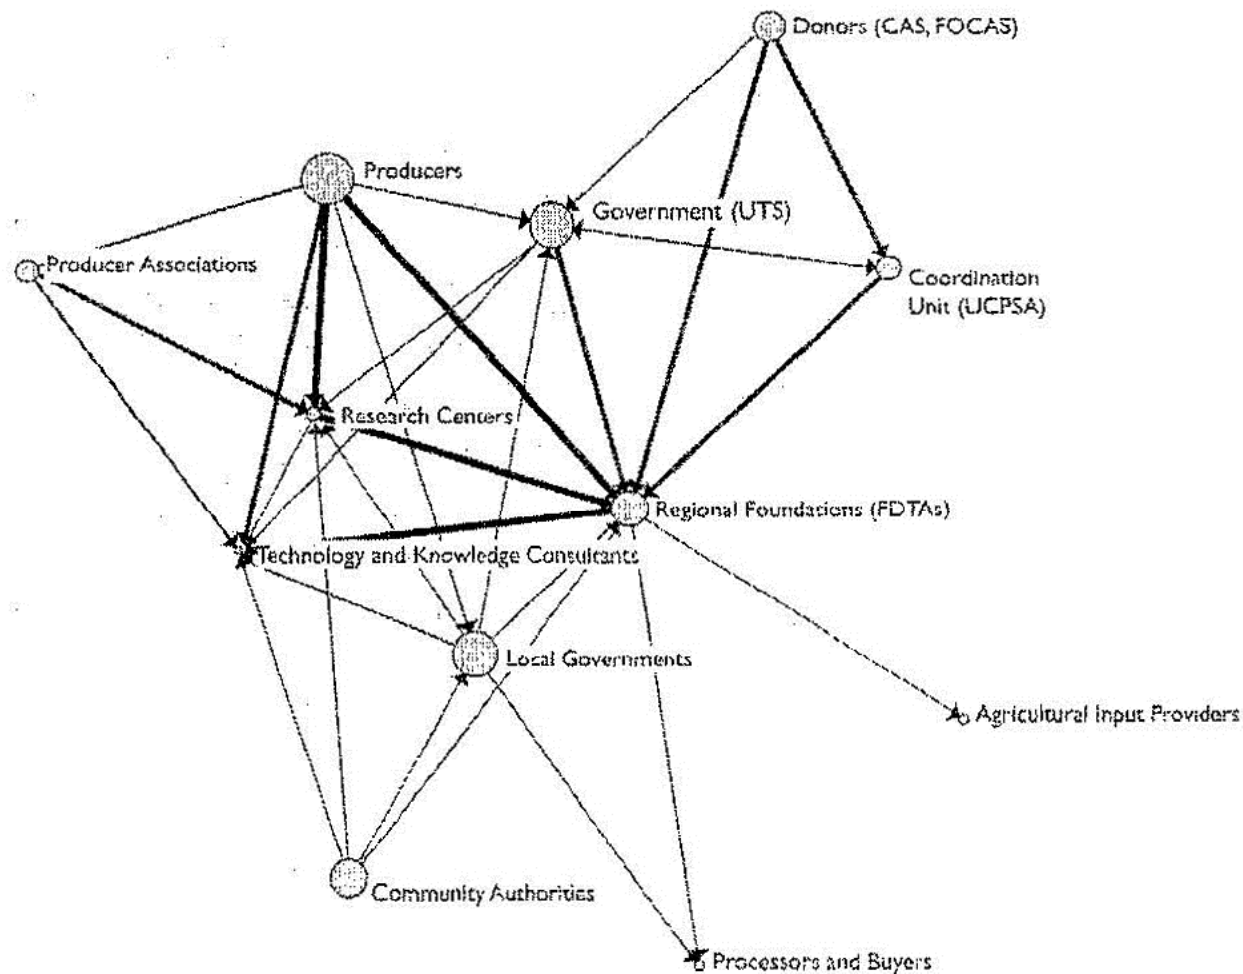 Donors (CAS, FOCAS)
Producers
Government (UTS)
Producer Associations
Coordination
Unit (UCPSA)
Research Centers
Regional Foundations (FDTAs)
Technology and Knowledge Consultants
Local Governments
Agricultural Input Providers
Community Authorities
Processors and Buyers